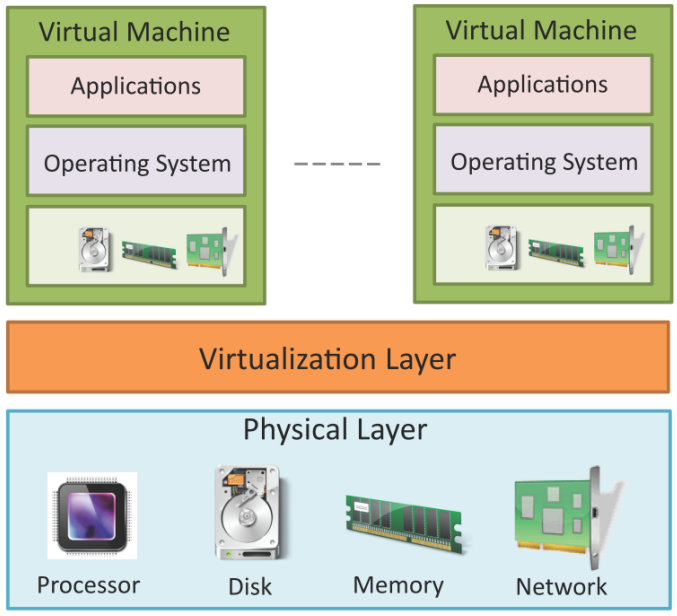 Virtual Machine
Applications
Operating System
Virtual Machine
Applications
Operating System
Virtualization Layer
Physical Layer
Processor
Disk
Memory
Network